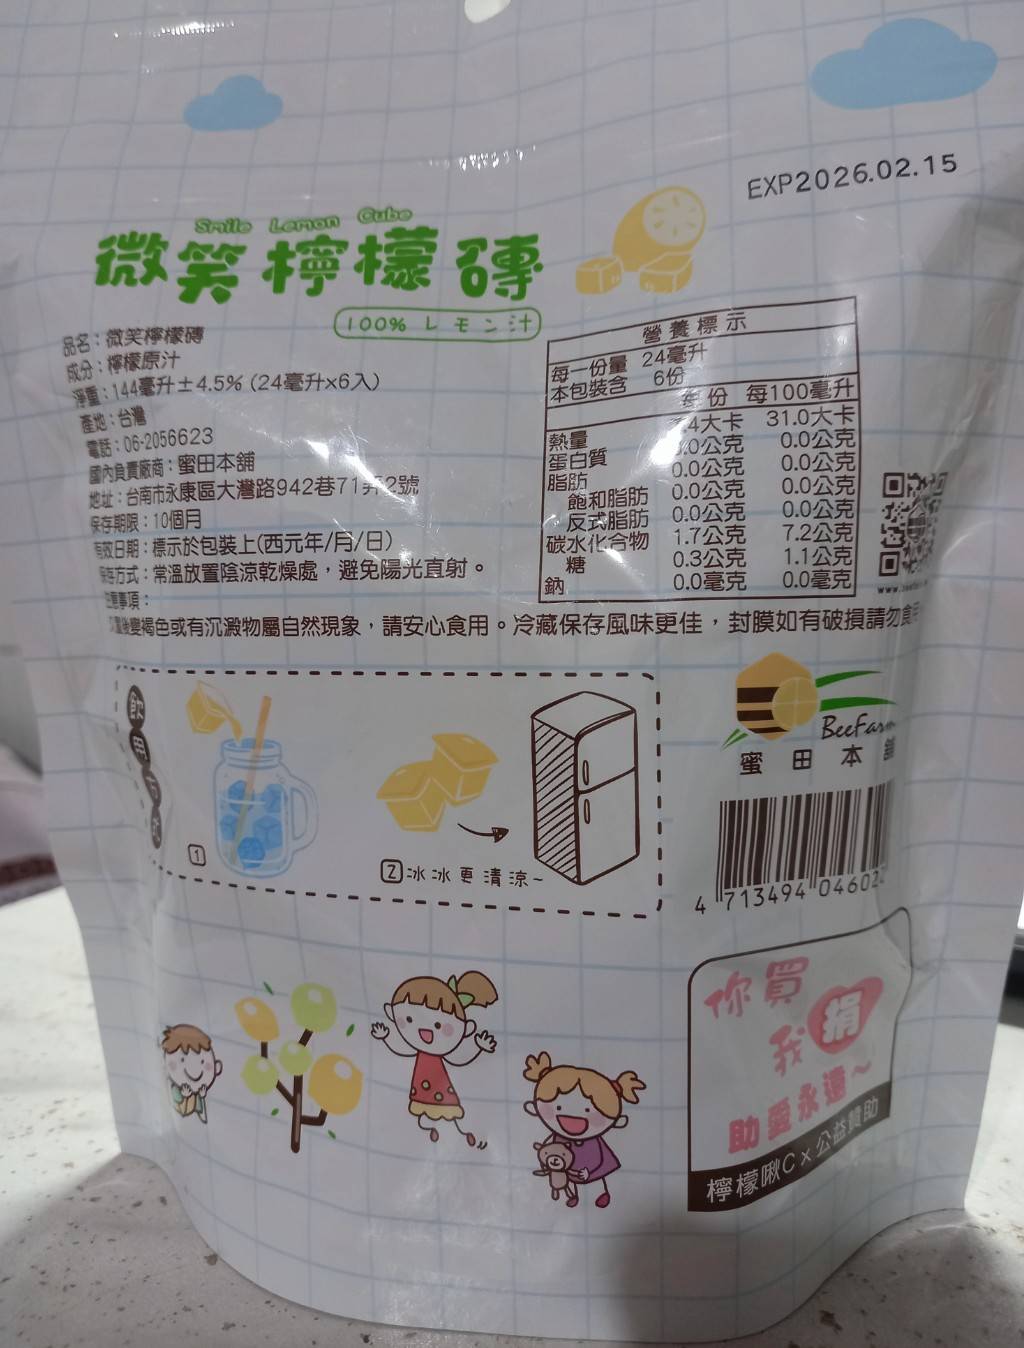 EXP2026.02.15
Smile Lemon Cube
微笑檸檬磚
100% レモン汁
品名：微笑檸檬磚
成分：檸檬原汁
淨重：144毫升±4.5% (24毫升x6入)
產地：台灣
電話：06-2056623
國內負責廠商：蜜田本舖
地址：台南市永康區大灣路942巷71弄2號
保存期限：10個月
有效日期：標示於包裝上(西元年/月/日)
保存方式：常溫放置陰涼乾燥處，避免陽光直射。
注意事項：
後變褐色或有沉澱物屬自然現象，請安心食用。冷藏保存風味更佳，封膜如有破損請勿食用
營養標示
每一份量 24毫升
本包裝含 6份
每份 每100毫升
熱量 4大卡 31.0大卡
蛋白質 0.0公克 0.0公克
脂肪 0.0公克 0.0公克
飽和脂肪 0.0公克 0.0公克
反式脂肪 0.0公克 0.0公克
碳水化合物 1.7公克 7.2公克
糖 0.3公克 1.1公克
鈉 0.0毫克 0.0毫克
www.
飲用方式
1
2 冰冰更清涼~
BeeFarm
蜜田本舖
4 713494 04602
你買
我捐
助愛永遠~
檸檬啾C x 公益贊助